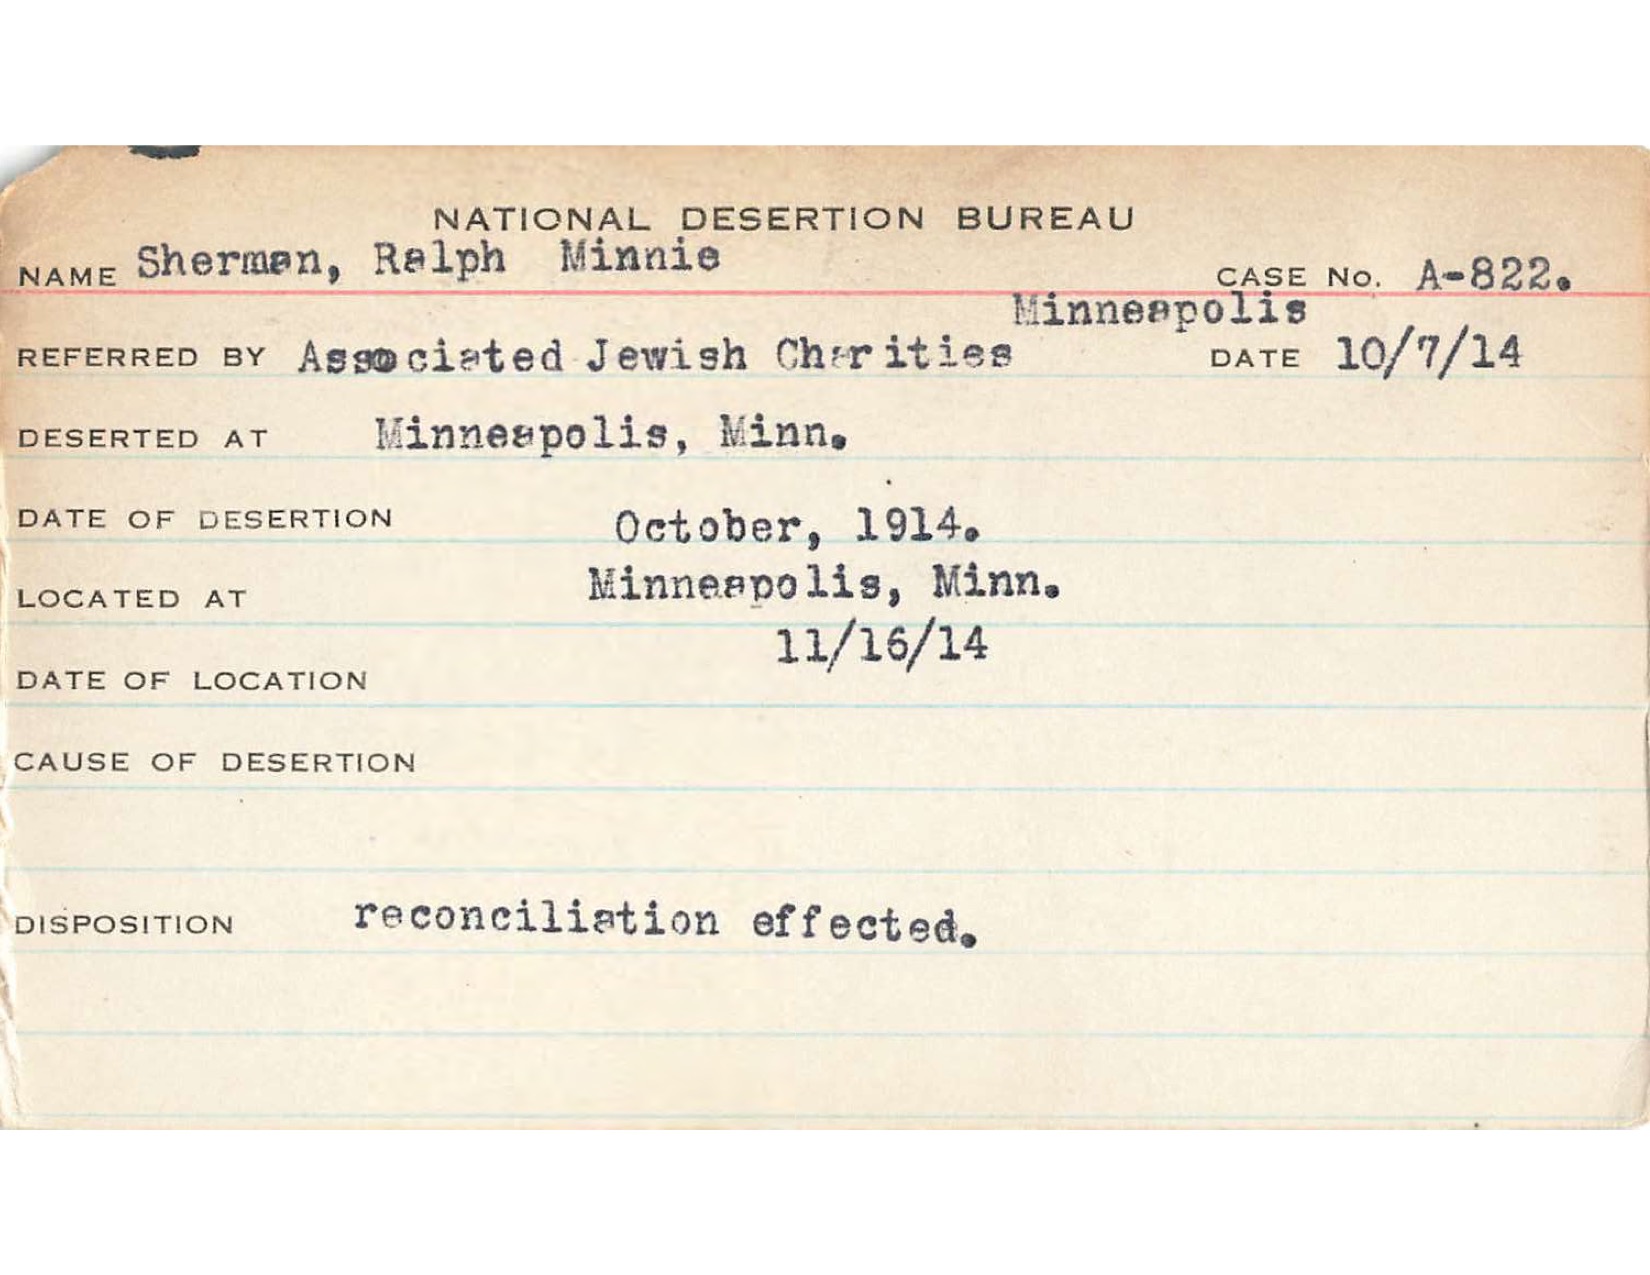 NATIONAL DESERTION BUREAU
NAME Sherman, Ralph Minnie CASE No. A-822.
Minneapolis
REFERRED BY Associated Jewish Charities DATE 10/7/14
DESERTED AT Minneapolis, Minn.
DATE OF DESERTION October, 1914.
LOCATED AT Minneapolis, Minn.
11/16/14
DATE OF LOCATION
CAUSE OF DESERTION
DISPOSITION reconciliation effected.